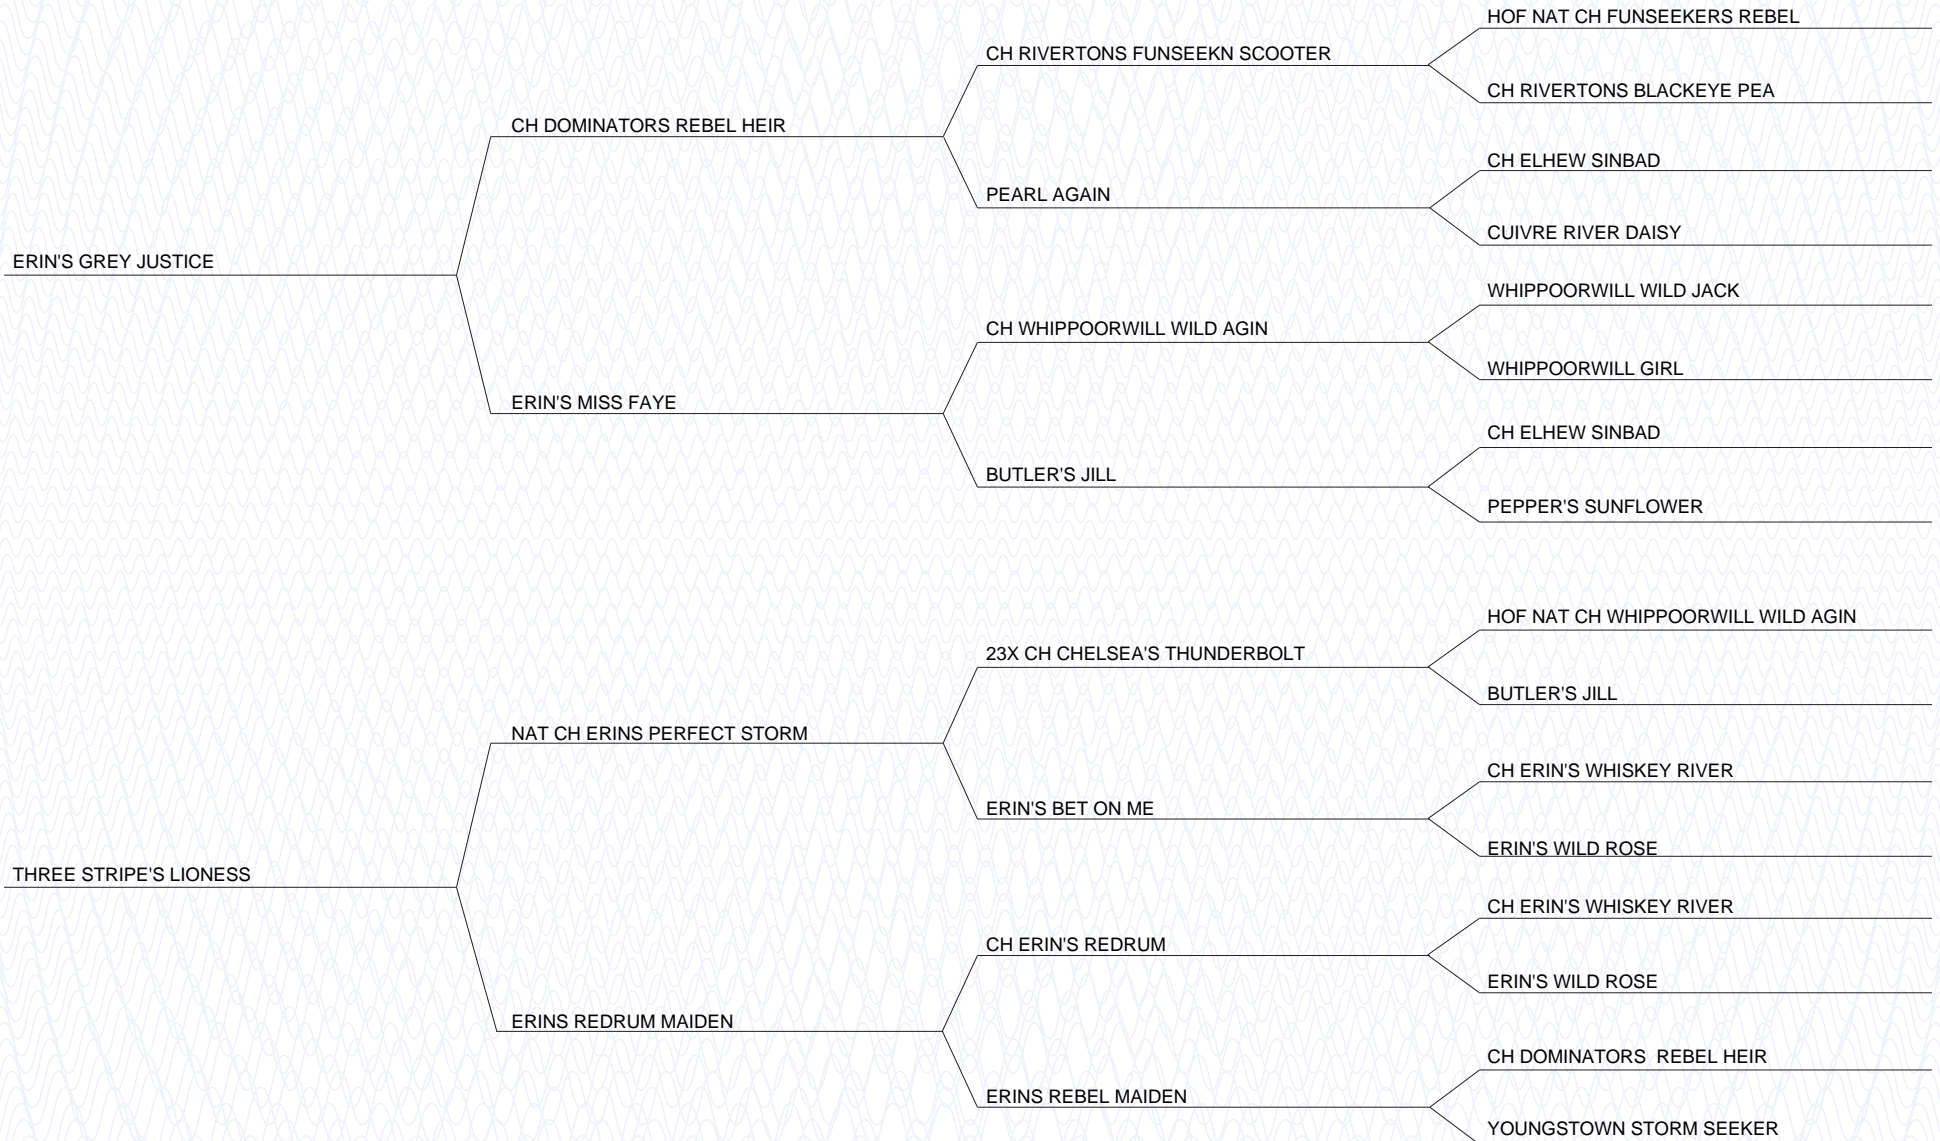 HOF NAT CH FUNSEEKERS REBEL
CH RIVERTONS FUNSEEKN SCOOTER
CH RIVERTONS BLACKEYE PEA
CH DOMINATORS REBEL HEIR
CH ELHEW SINBAD
PEARL AGAIN
CUIVRE RIVER DAISY
ERIN'S GREY JUSTICE
WHIPPOORWILL WILD JACK
CH WHIPPOORWILL WILD AGIN
WHIPPOORWILL GIRL
ERIN'S MISS FAYE
CH ELHEW SINBAD
BUTLER'S JILL
PEPPER'S SUNFLOWER
HOF NAT CH WHIPPOORWILL WILD AGIN
23X CH CHELSEA'S THUNDERBOLT
BUTLER'S JILL
NAT CH ERINS PERFECT STORM
CH ERIN'S WHISKEY RIVER
ERIN'S BET ON ME
ERIN'S WILD ROSE
THREE STRIPE'S LIONESS
CH ERIN'S WHISKEY RIVER
CH ERIN'S REDRUM
ERIN'S WILD ROSE
ERINS REDRUM MAIDEN
CH DOMINATORS  REBEL HEIR
ERINS REBEL MAIDEN
YOUNGSTOWN STORM SEEKER